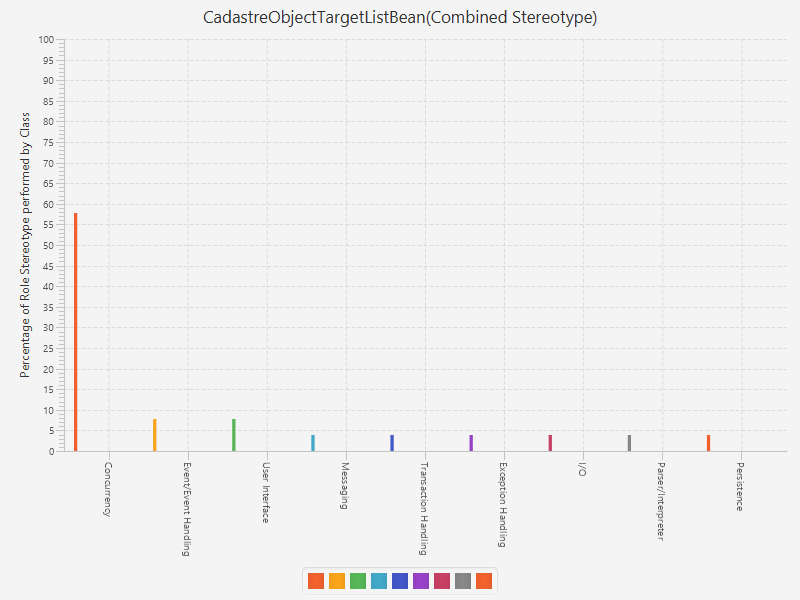 CadastreObjectTargetListBean(Combined Stereotype)
Percentage of Role Stereotype performed by Class
100
95
90
85
80
75
70
65
60
55
50
45
40
35
30
25
20
15
10
5
0
Concurrency
Event/Event Handling
User Interface
Messaging
Transaction Handling
Exception Handling
I/O
Parser/Interpreter
Persistence